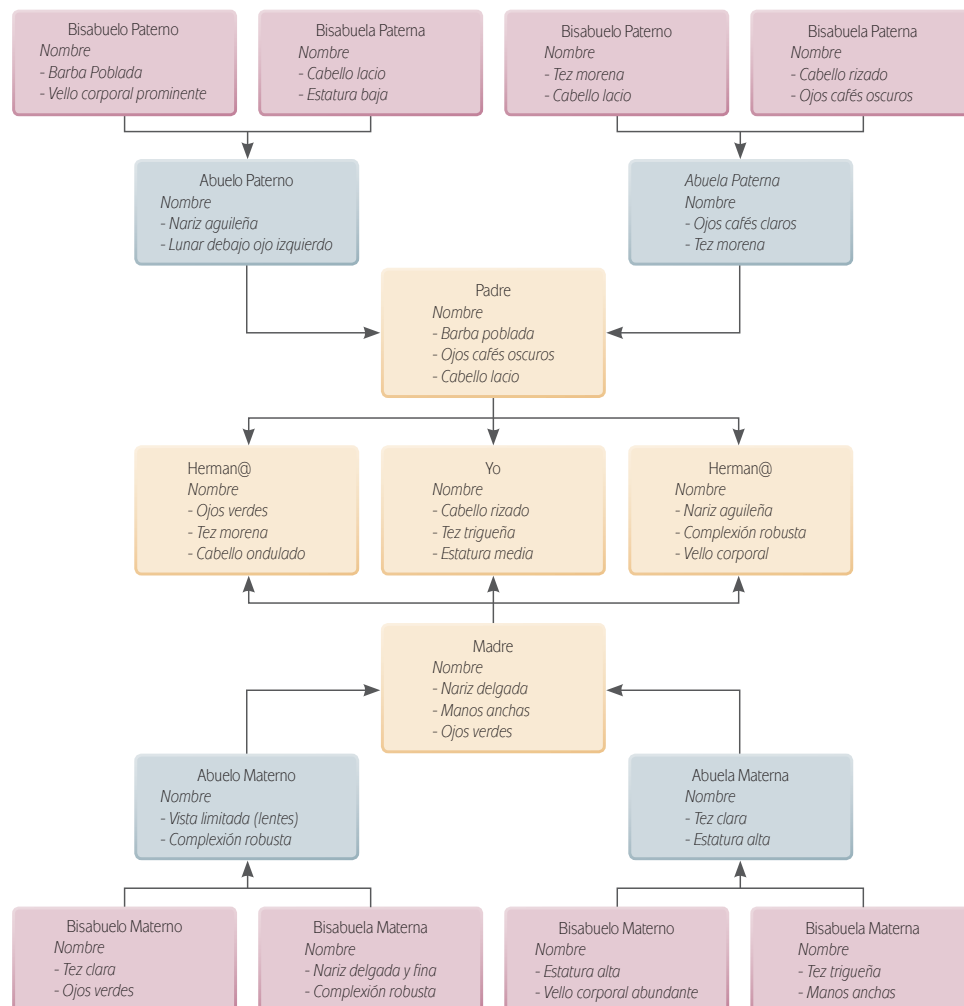 Bisabuelo Paterno
Nombre
- Barba Poblada
- Vello corporal prominente
Bisabuela Paterna
Nombre
- Cabello lacio
- Estatura baja
Bisabuelo Paterno
Nombre
- Tez morena
- Cabello lacio
Bisabuela Paterna
Nombre
- Cabello rizado
- Ojos cafés oscuros
Abuelo Paterno
Nombre
- Nariz aguileña
- Lunar debajo ojo izquierdo
Abuela Paterna
Nombre
- Ojos cafés claros
- Tez morena
Padre
Nombre
- Barba poblada
- Ojos cafés oscuros
- Cabello lacio
Herman@
Nombre
- Ojos verdes
- Tez morena
- Cabello ondulado
Yo
Nombre
- Cabello rizado
- Tez trigueña
- Estatura media
Herman@
Nombre
- Nariz aguileña
- Complexión robusta
- Vello corporal
Madre
Nombre
- Nariz delgada
- Manos anchas
- Ojos verdes
Abuelo Materno
Nombre
- Vista limitada (lentes)
- Complexión robusta
Abuela Materna
Nombre
- Tez clara
- Estatura alta
Bisabuelo Materno
Nombre
- Tez clara
- Ojos verdes
Bisabuela Materna
Nombre
- Nariz delgada y fina
- Complexión robusta
Bisabuelo Materno
Nombre
- Estatura alta
- Vello corporal abundante
Bisabuela Materna
Nombre
- Tez trigueña
- Manos anchas